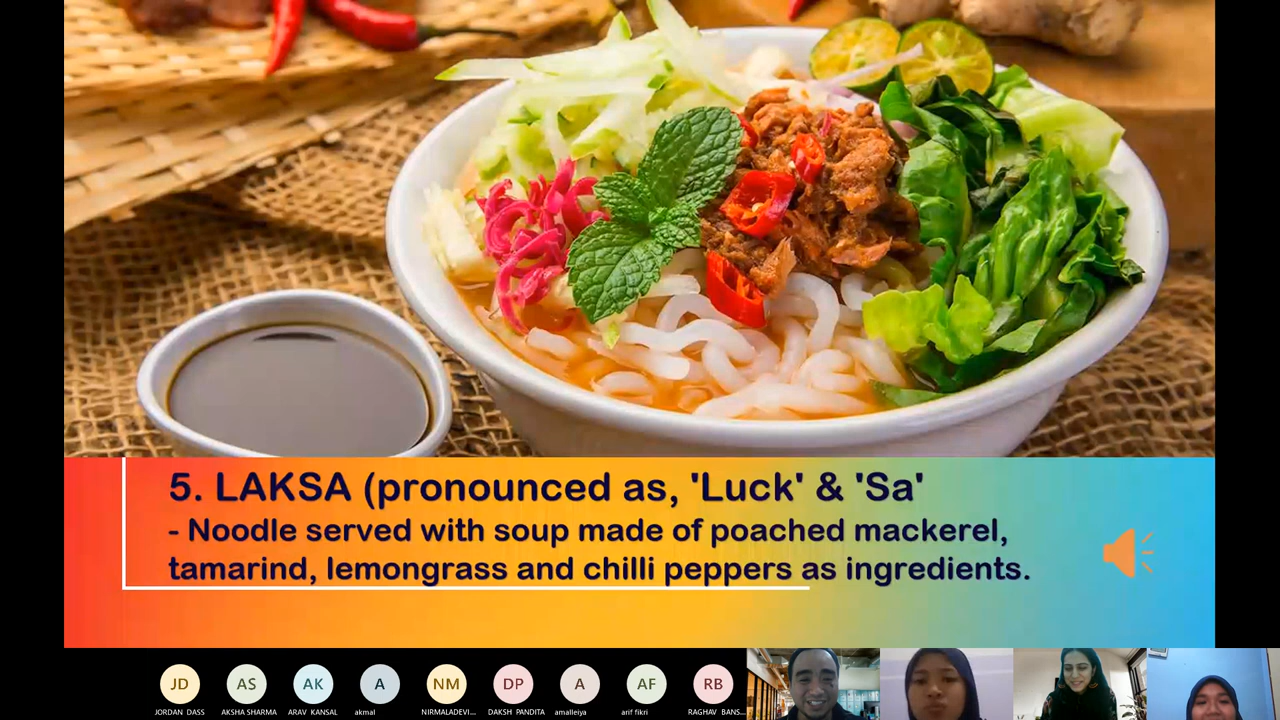 5. LAKSA (pronounced as, 'Luck' & 'Sa'
- Noodle served with soup made of poached mackerel,
tamarind, lemongrass and chilli peppers as ingredients.
JD AS AK A NM DP A AF RB
JORDAN DASS AKSHA SHARMA ARAV KANSAL akmal NIRMALADEVI... DAKSH PANDITA amalleiya arif fikri RAGHAV BANS...